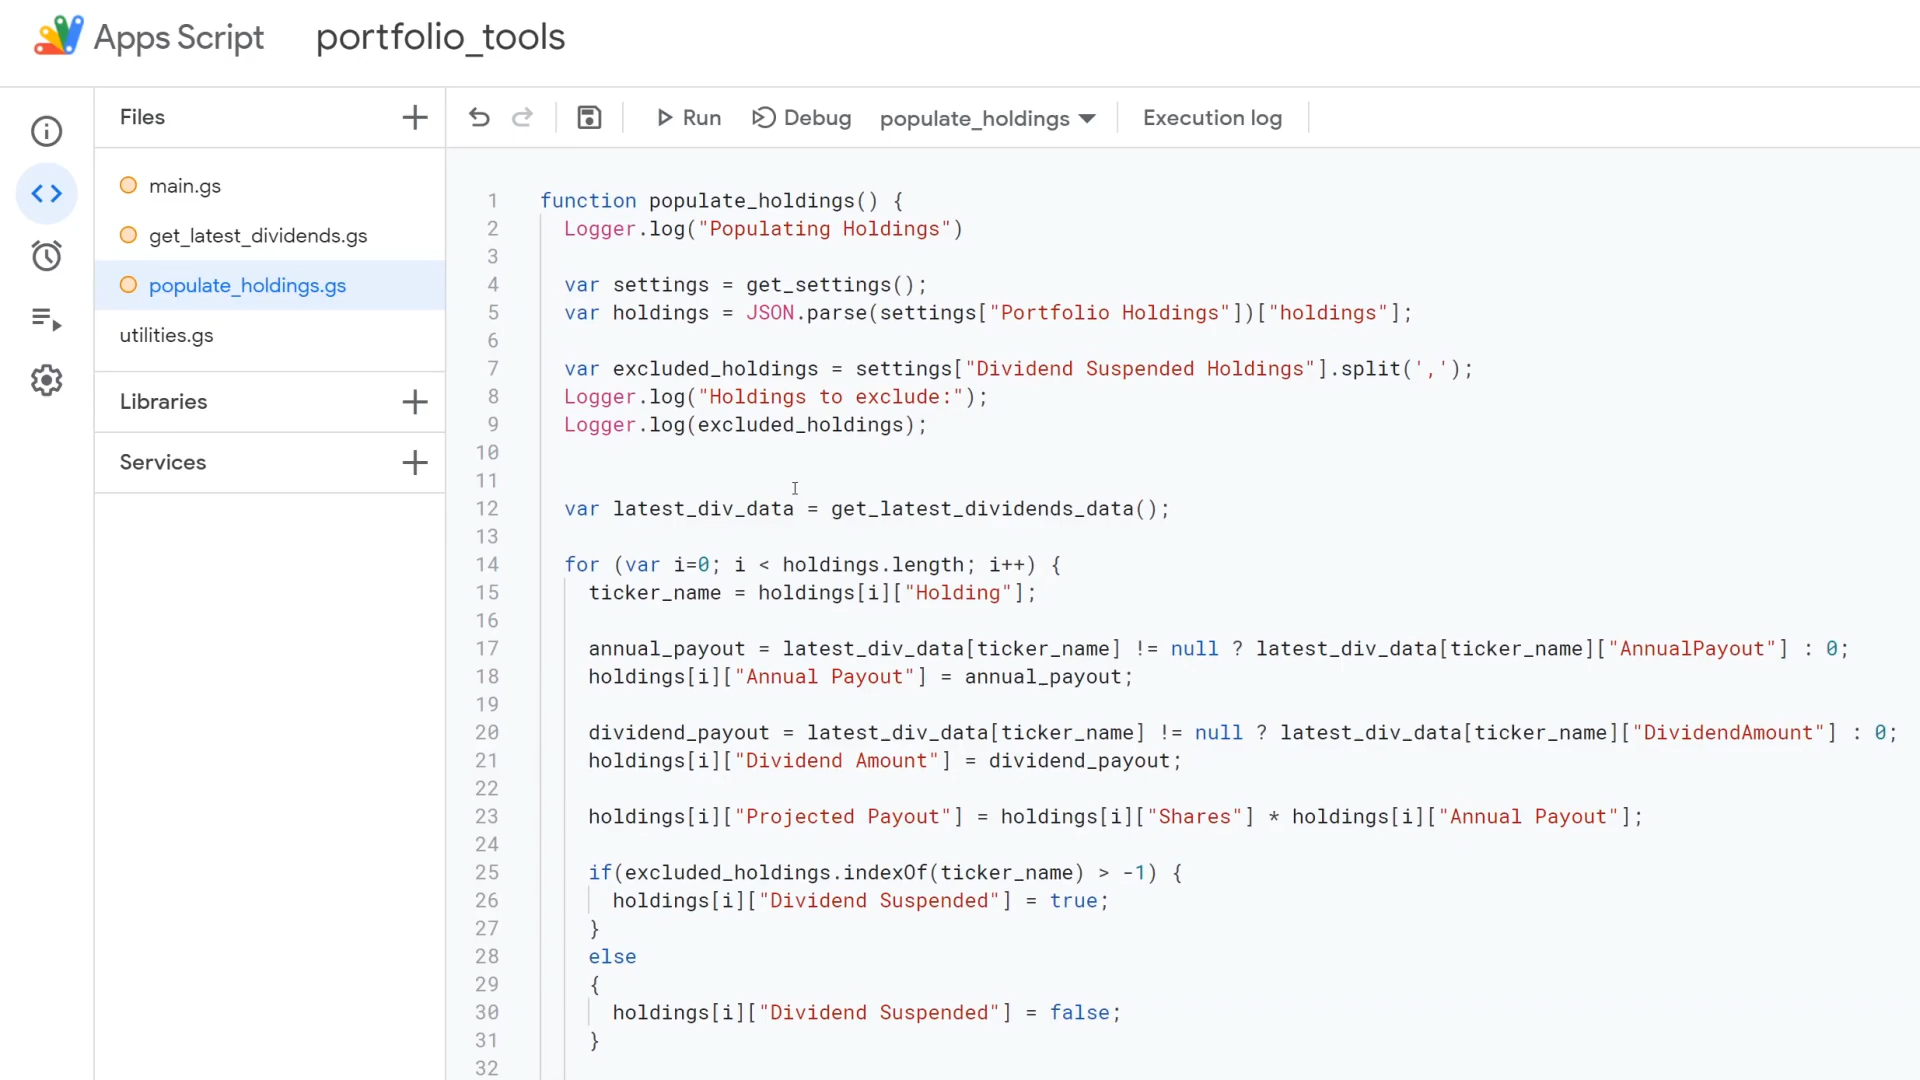 Apps Script portfolio_tools
Files
main.gs
get_latest_dividends.gs
populate_holdings.gs
utilities.gs
Libraries
Services
Run Debug populate_holdings Execution log
1 function populate_holdings() {
2 Logger.log("Populating Holdings")
3
4 var settings = get_settings();
5 var holdings = JSON.parse(settings["Portfolio Holdings"])["holdings"];
6
7 var excluded_holdings = settings["Dividend Suspended Holdings"].split(',');
8 Logger.log("Holdings to exclude:");
9 Logger.log(excluded_holdings);
10
11
12 var latest_div_data = get_latest_dividends_data();
13
14 for (var i=0; i < holdings.length; i++) {
15 ticker_name = holdings[i]["Holding"];
16
17 annual_payout = latest_div_data[ticker_name] != null ? latest_div_data[ticker_name]["AnnualPayout"] : 0;
18 holdings[i]["Annual Payout"] = annual_payout;
19
20 dividend_payout = latest_div_data[ticker_name] != null ? latest_div_data[ticker_name]["DividendAmount"] : 0;
21 holdings[i]["Dividend Amount"] = dividend_payout;
22
23 holdings[i]["Projected Payout"] = holdings[i]["Shares"] * holdings[i]["Annual Payout"];
24
25 if(excluded_holdings.indexOf(ticker_name) > -1) {
26 holdings[i]["Dividend Suspended"] = true;
27 }
28 else
29 {
30 holdings[i]["Dividend Suspended"] = false;
31 }
32